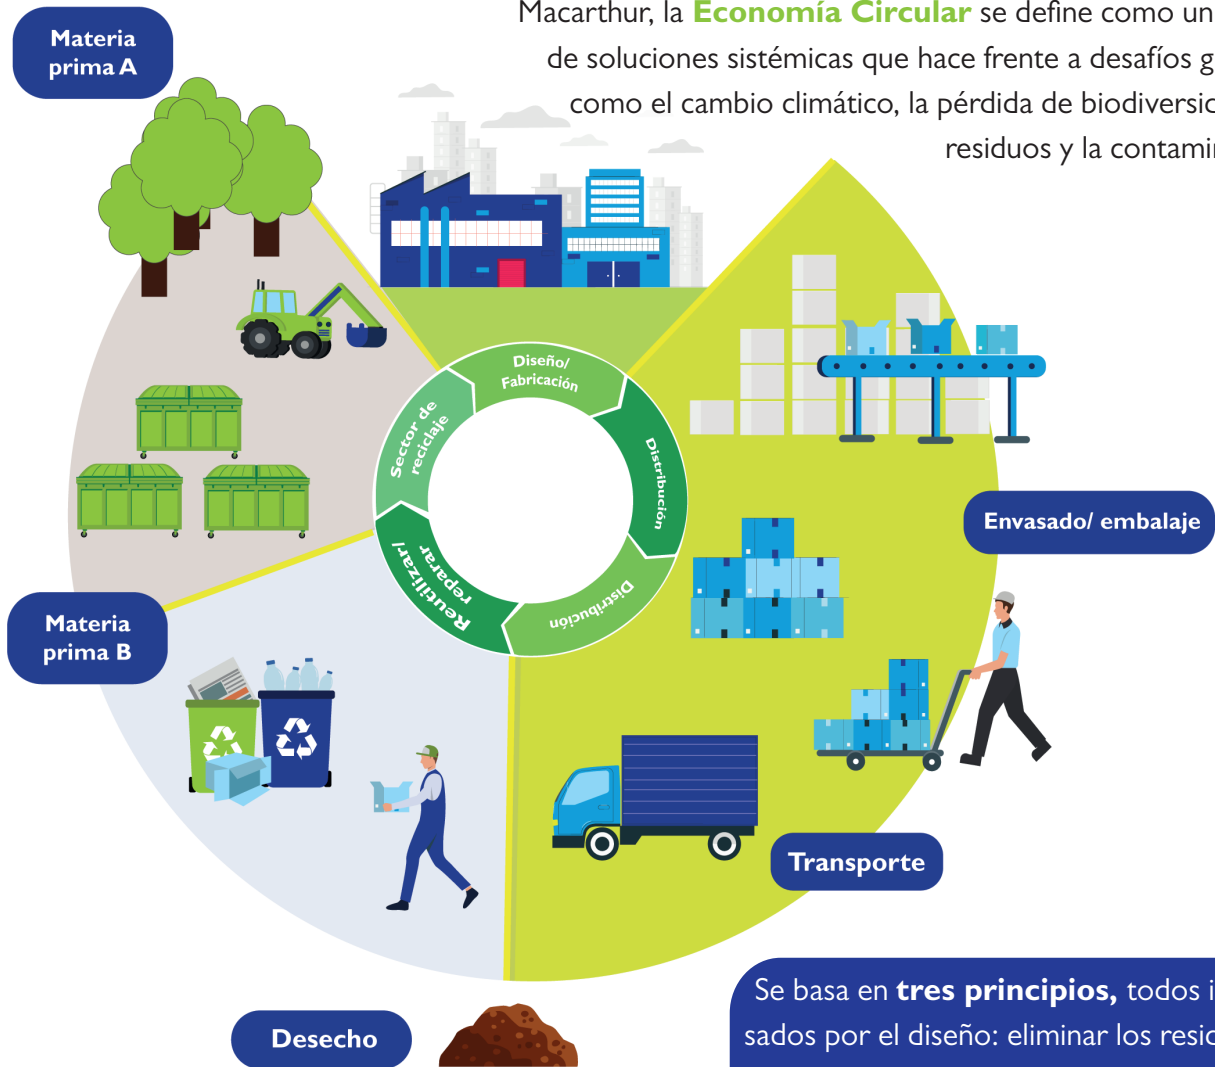 Macarthur, la Economía Circular se define como un
de soluciones sistémicas que hace frente a desafíos g
como el cambio climático, la pérdida de biodiversid
residuos y la contamin
Materia
prima A
Diseño/
Fabricación
Sector de
reciclaje
Distribución
Distribución
Reutilizar/
reparar
Envasado/ embalaje
Materia
prima B
Transporte
Desecho
Se basa en tres principios, todos i
sados por el diseño: eliminar los resid